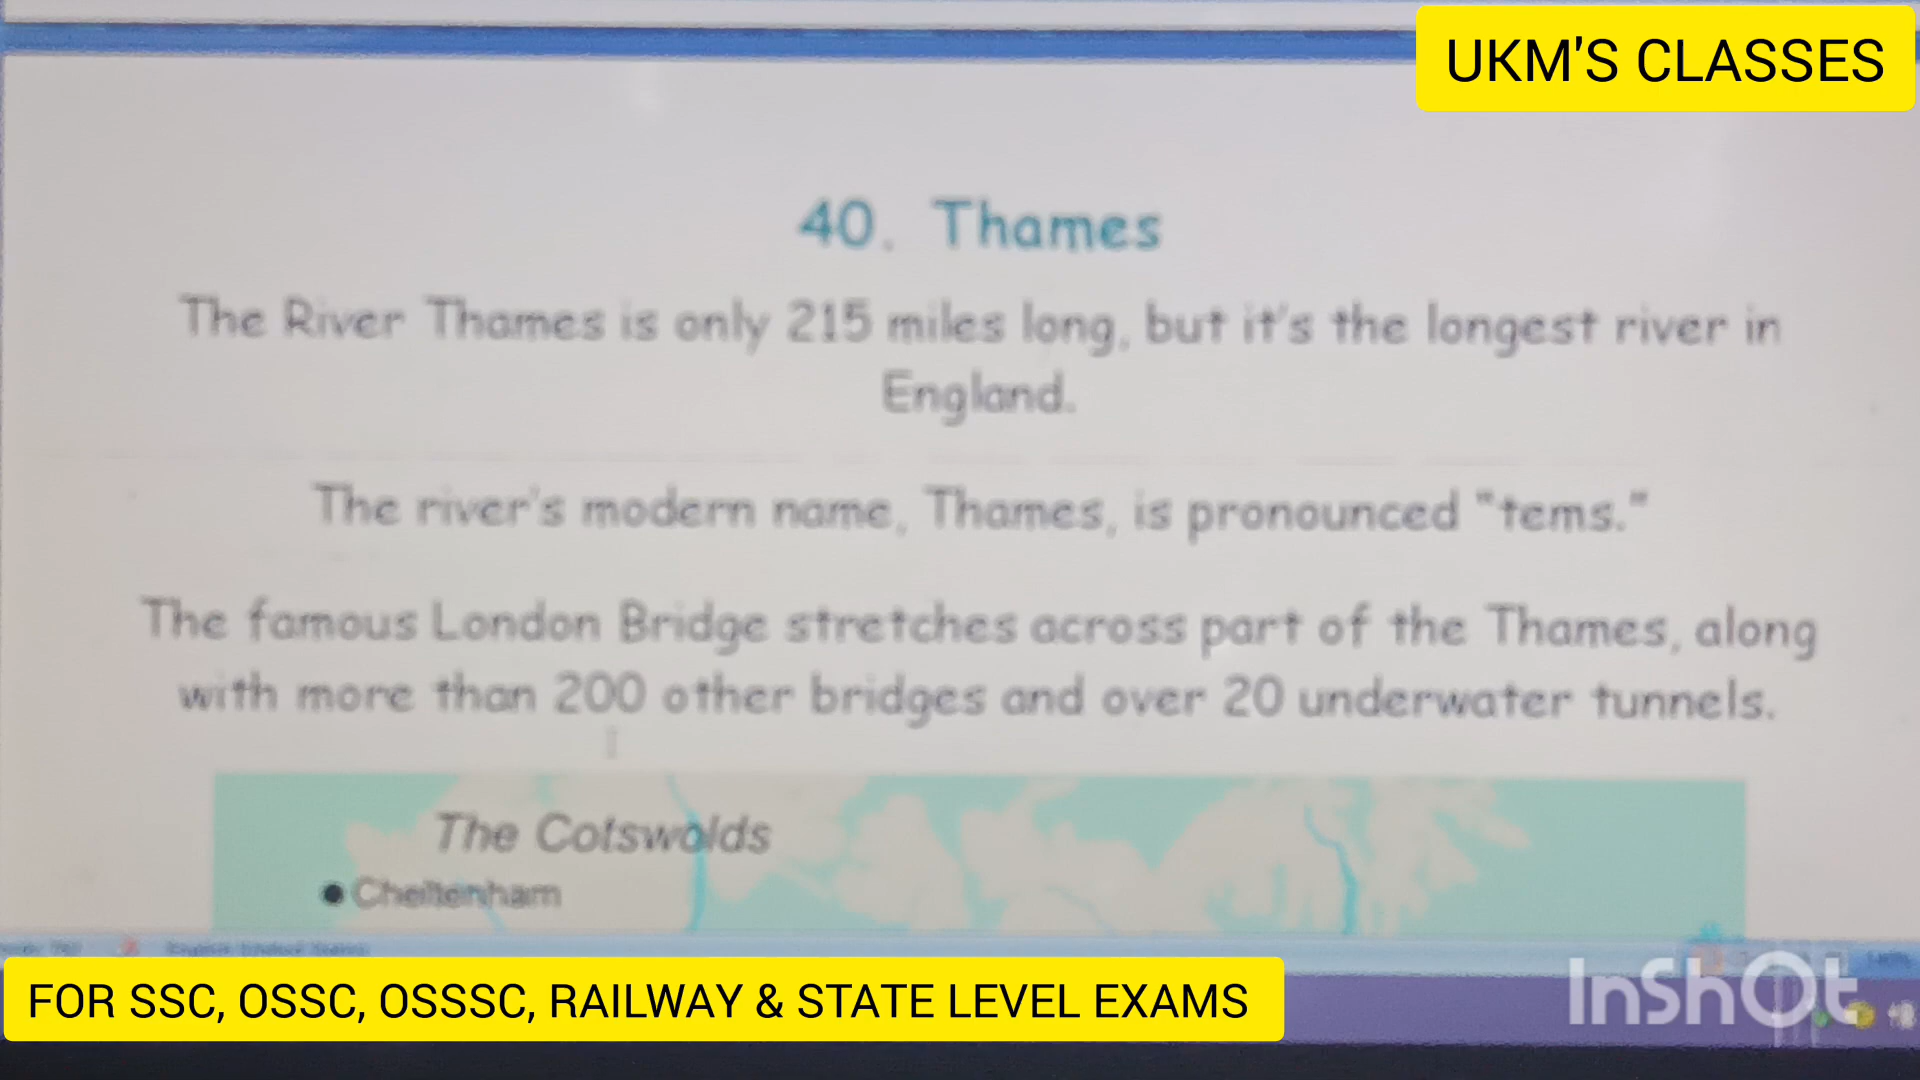 UKM'S CLASSES
40. Thames
The River Thames is only 215 miles long, but it's the longest river in
England.
The river's modern name, Thames, is pronounced "tems."
The famous London Bridge stretches across part of the Thames, along
with more than 200 other bridges and over 20 underwater tunnels.
The Cotswolds
Cheltenham
English (United States)
FOR SSC, OSSC, OSSSC, RAILWAY & STATE LEVEL EXAMS
InShOt